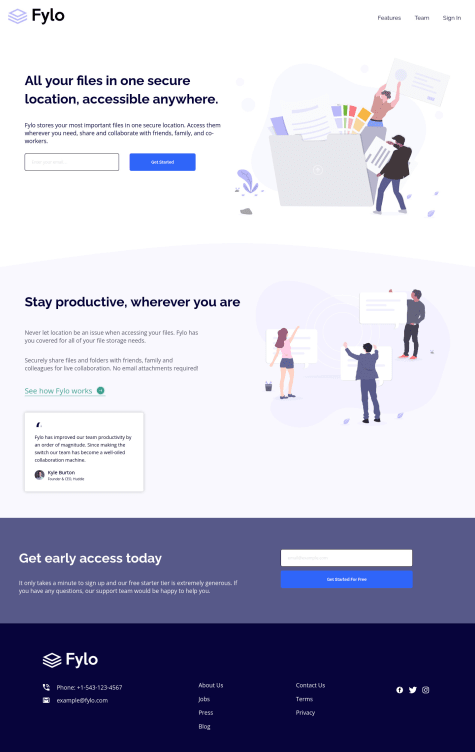 Fylo
Features Team Sign In
All your files in one secure
location, accessible anywhere.
Fylo stores your most important files in one secure location. Access them
wherever you need, share and collaborate with friends, family, and co-
workers.
Get Started
Stay productive, wherever you are
Never let location be an issue when accessing your files. Fylo has
you covered for all of your file storage needs.
Securely share files and folders with friends, family and
colleagues for live collaboration. No email attachments required!
See how Fylo works
Fylo has improved our team productivity by
an order of magnitude. Since making the
switch our team has become a well-oiled
collaboration machine.
Kyle Burton
Founder & CEO, Huddle
Get early access today
It only takes a minute to sign up and our free starter tier is extremely generous. If
you have any questions, our support team would be happy to help you.
Get Started For Free
Fylo
Phone: +1-543-123-4567
example@fylo.com
About Us
Jobs
Press
Blog
Contact Us
Terms
Privacy